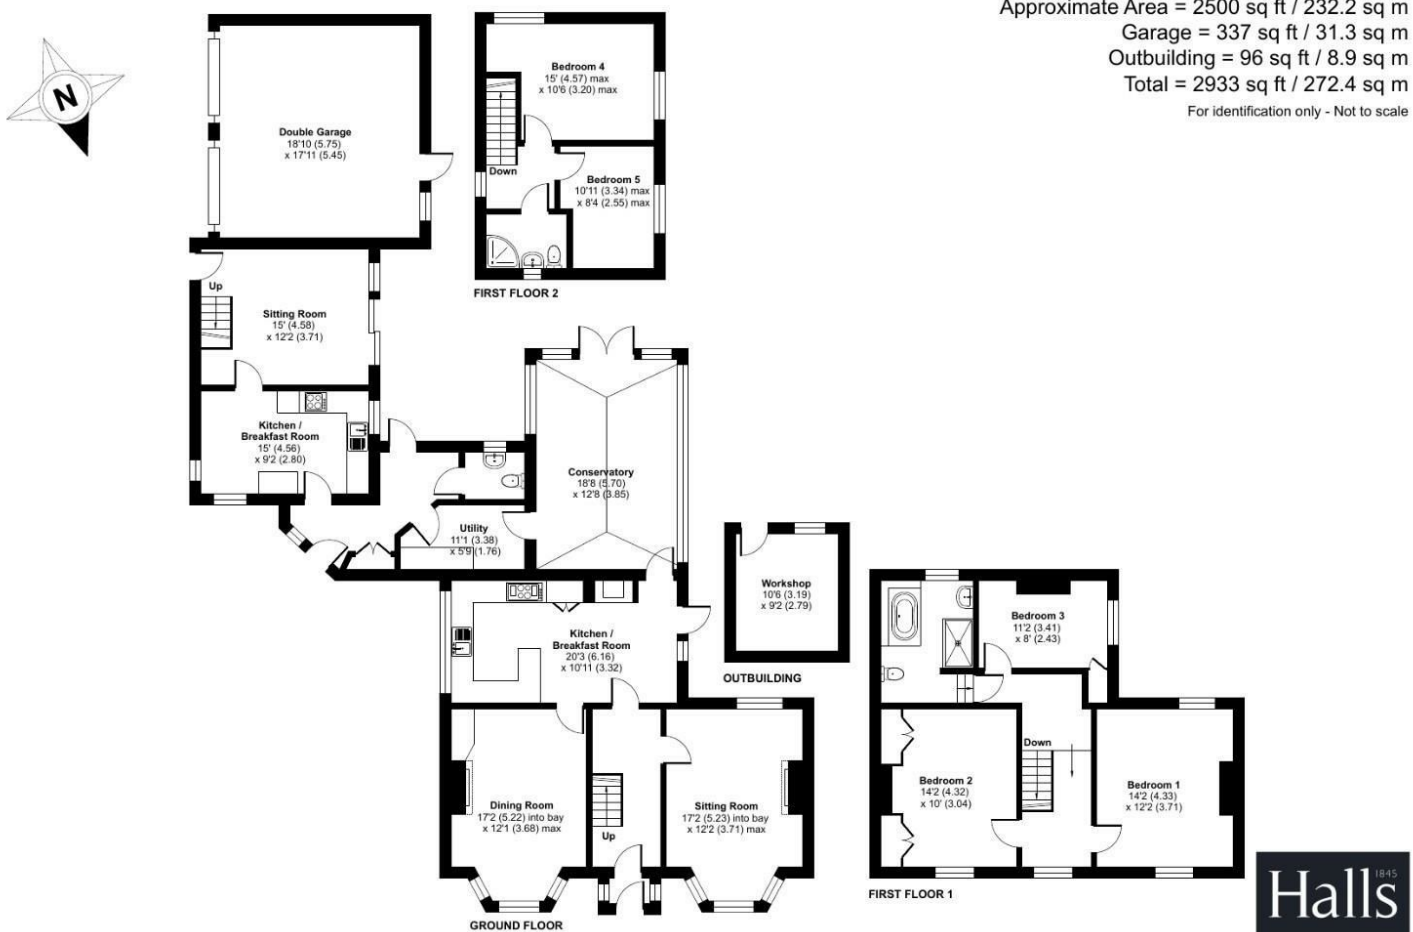 Approximate Area = 2500 sq ft / 232.2 sq m
Garage = 337 sq ft / 31.3 sq m
Outbuilding = 96 sq ft / 8.9 sq m
Total = 2933 sq ft / 272.4 sq m
For identification only - Not to scale
N
Double Garage
18'10 (5.75)
x 17'11 (5.45)
Bedroom 4
15' (4.57) max
x 10'6 (3.20) max
Down
Bedroom 5
10'11 (3.34) max
x 8'4 (2.55) max
FIRST FLOOR 2
Up
Sitting Room
15' (4.58)
x 12'2 (3.71)
Kitchen /
Breakfast Room
15' (4.56)
x 9'2 (2.80)
Conservatory
18'8 (5.70)
x 12'8 (3.85)
Utility
11'1 (3.38)
x 5'9 (1.76)
Workshop
10'6 (3.19)
x 9'2 (2.79)
OUTBUILDING
Kitchen /
Breakfast Room
20'3 (6.16)
x 10'11 (3.32)
Dining Room
17'2 (5.22) into bay
x 12'1 (3.68) max
Up
Sitting Room
17'2 (5.23) into bay
x 12'2 (3.71) max
GROUND FLOOR
Bedroom 3
11'2 (3.41)
x 8' (2.43)
Down
Bedroom 2
14'2 (4.32)
x 10' (3.04)
Bedroom 1
14'2 (4.33)
x 12'2 (3.71)
FIRST FLOOR 1
1845
Halls